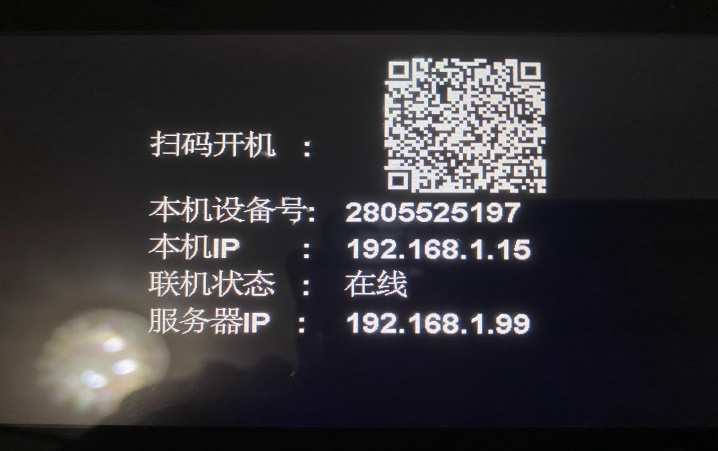 扫码开机 :
本机设备号: 2805525197
本机IP : 192.168.1.15
联机状态 : 在线
服务器IP : 192.168.1.99